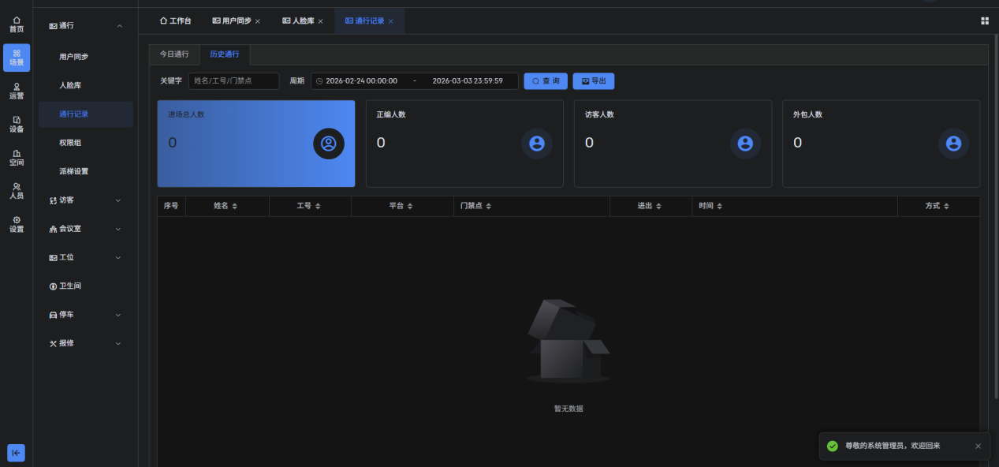 首页
场景
运营
设备
空间
人员
设置
通行
用户同步
人脸库
通行记录
权限组
派梯设置
访客
会议室
工位
卫生间
停车
报修
工作台 用户同步 人脸库 通行记录
今日通行 历史通行
关键字 姓名/工号/门禁点 周期 2026-02-24 00:00:00 - 2026-03-03 23:59:59 查询 导出
进场总人数 正编人数 访客人数 外包人数
0 0 0 0
序号 姓名 工号 平台 门禁点 进出 时间 方式
暂无数据
尊敬的系统管理员，欢迎回来